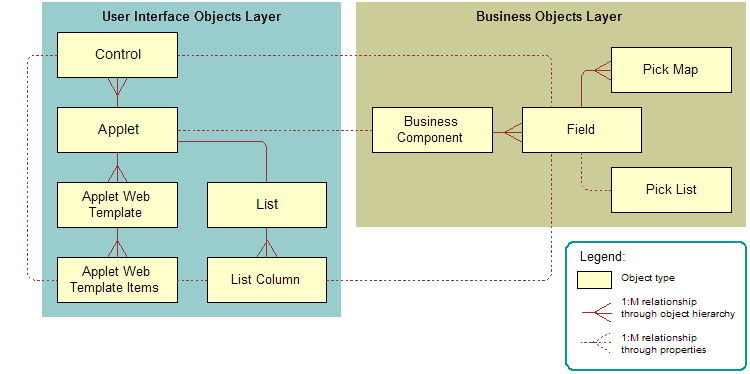 User Interface Objects Layer
Business Objects Layer
Control
Pick Map
Applet
Business
Component
Field
Applet Web
Template
List
Pick List
Applet Web
Template Items
List Column
Legend:
Object type
1:M relationship
through object hierarchy
1:M relationship
through properties